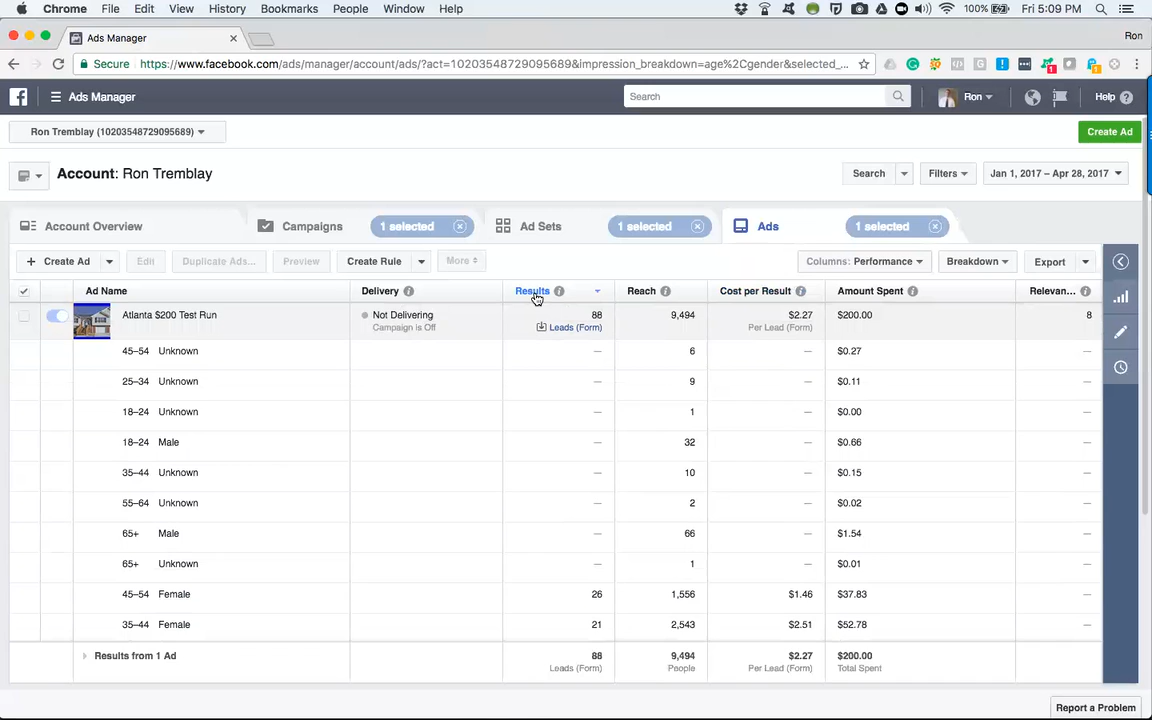 Chrome File Edit View History Bookmarks People Window Help 100% Fri 5:09 PM
Ads Manager Ron
Secure https://www.facebook.com/ads/manager/account/ads/?act=10203548729095689&impression_breakdown=age%2Cgender&selected_...
Ads Manager Search Ron Help
Ron Tremblay (10203548729095689) Create Ad
Account: Ron Tremblay Search Filters Jan 1, 2017 – Apr 28, 2017
Account Overview Campaigns 1 selected Ad Sets 1 selected Ads 1 selected
+ Create Ad Edit Duplicate Ads... Preview Create Rule More Columns: Performance Breakdown Export
Ad Name Delivery Results Reach Cost per Result Amount Spent Relevan...
Atlanta $200 Test Run Not Delivering 88 9,494 $2.27 $200.00 8
Campaign is Off Leads (Form) Per Lead (Form)
45–54 Unknown — 6 — $0.27 —
25–34 Unknown — 9 — $0.11 —
18–24 Unknown — 1 — $0.00 —
18–24 Male — 32 — $0.66 —
35–44 Unknown — 10 — $0.15 —
55–64 Unknown — 2 — $0.02 —
65+ Male — 66 — $1.54 —
65+ Unknown — 1 — $0.01 —
45–54 Female 26 1,556 $1.46 $37.83 —
35–44 Female 21 2,543 $2.51 $52.78 —
Results from 1 Ad 88 9,494 $2.27 $200.00
Leads (Form) People Per Lead (Form) Total Spent
Report a Problem